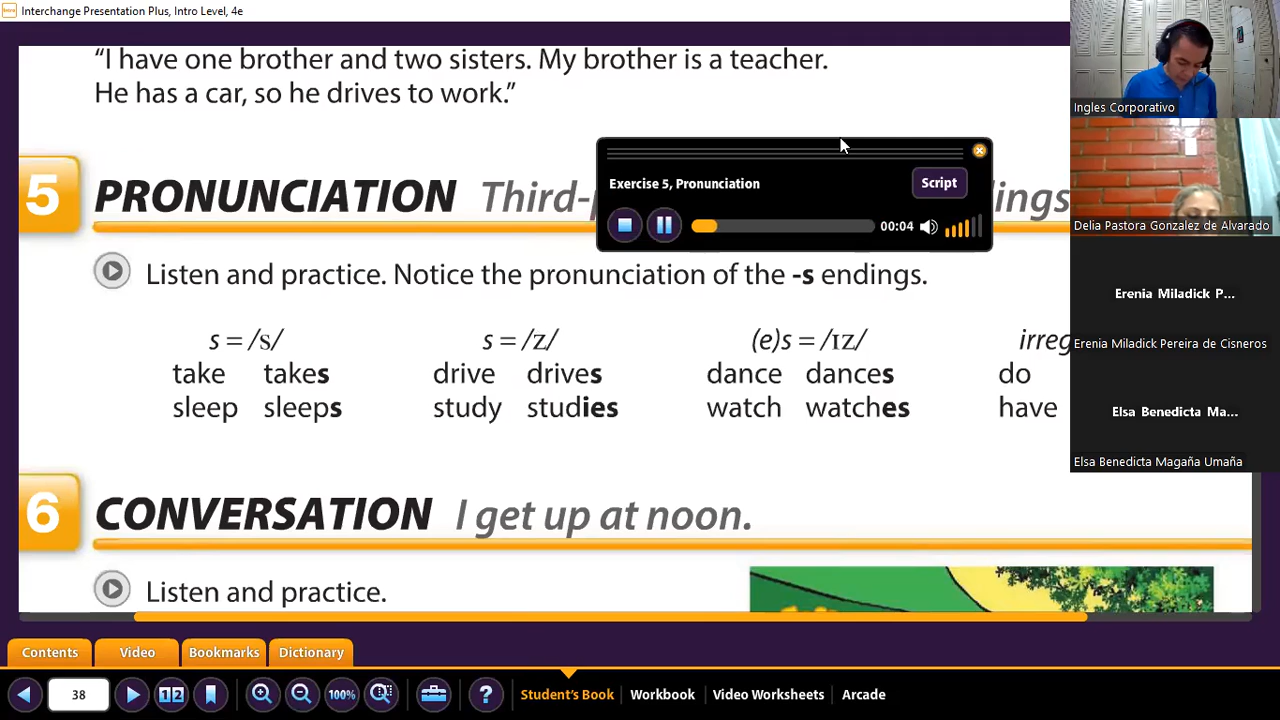 Interchange Presentation Plus, Intro Level, 4e
"I have one brother and two sisters. My brother is a teacher.
He has a car, so he drives to work."
5 PRONUNCIATION Third-
Exercise 5, Pronunciation
Script
00:04
Listen and practice. Notice the pronunciation of the -s endings.
s = /s/ s = /z/ (e)s = /ɪz/ irreg
take takes drive drives dance dances do
sleep sleeps study studies watch watches have
6 CONVERSATION I get up at noon.
Listen and practice.
Contents Video Bookmarks Dictionary
38 1 2 100% ? Student's Book Workbook Video Worksheets Arcade
Ingles Corporativo
Delia Pastora Gonzalez de Alvarado
Erenia Miladick P...
Erenia Miladick Pereira de Cisneros
Elsa Benedicta Ma...
Elsa Benedicta Magaña Umaña